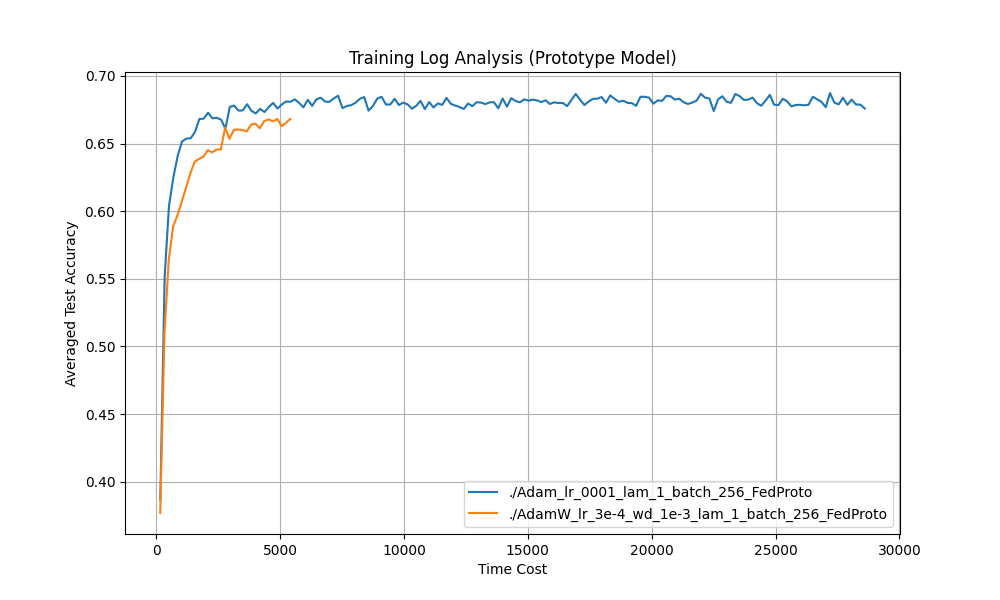 Training Log Analysis (Prototype Model)
0.70
0.65
0.60
0.55
0.50
0.45
0.40
Averaged Test Accuracy
./Adam_lr_0001_lam_1_batch_256_FedProto
./AdamW_lr_3e-4_wd_1e-3_lam_1_batch_256_FedProto
0 5000 10000 15000 20000 25000 30000
Time Cost